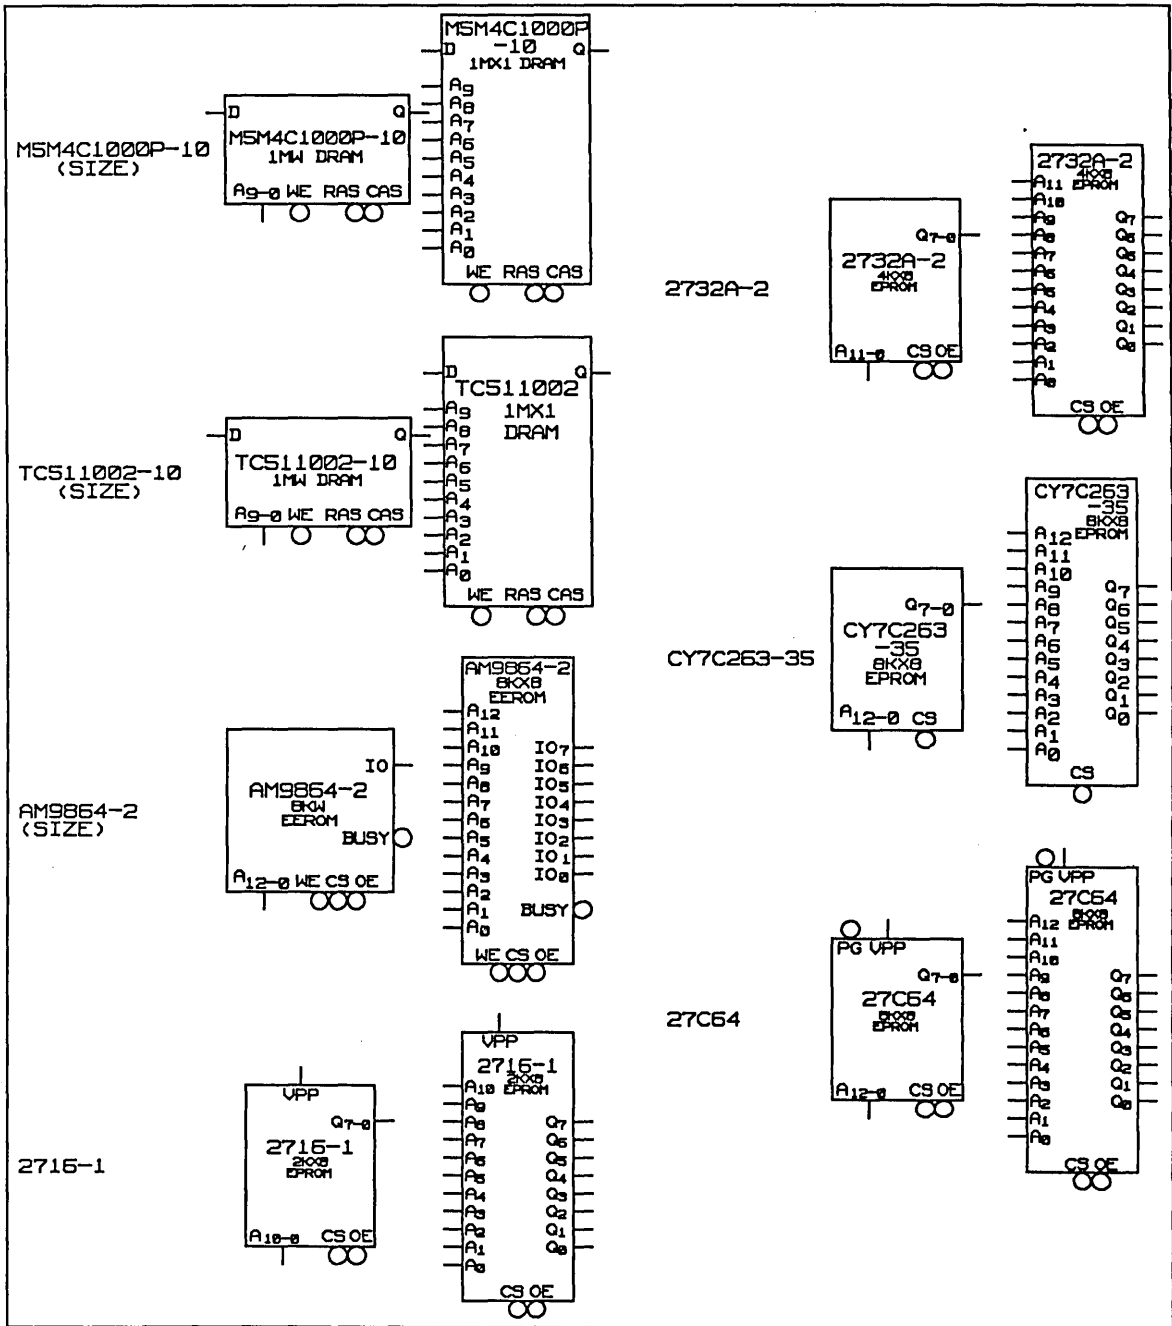 M5M4C1000P-10
(SIZE)
D Q
M5M4C1000P-10
1MW DRAM
A9-0 WE RAS CAS
M5M4C1000P
-10
D Q
1MX1 DRAM
A9
A8
A7
A6
A5
A4
A3
A2
A1
A0
WE RAS CAS
TC511002-10
(SIZE)
D Q
TC511002-10
1MW DRAM
A9-0 WE RAS CAS
D Q
TC511002
1MX1
DRAM
A9
A8
A7
A6
A5
A4
A3
A2
A1
A0
WE RAS CAS
AM9864-2
(SIZE)
IO
AM9864-2
8KW
EEROM
BUSY
A12-0 WE CS OE
AM9864-2
8KX8
EEROM
A12
A11
A10 IO7
A9 IO6
A8 IO5
A7 IO4
A6 IO3
A5 IO2
A4 IO1
A3 IO0
A2
A1 BUSY
A0
WE CS OE
2716-1
VPP
Q7-0
2716-1
2KX8
EPROM
A10-0 CS OE
VPP
2716-1
2KX8
A10 EPROM
A9
A8 Q7
A7 Q6
A6 Q5
A5 Q4
A4 Q3
A3 Q2
A2 Q1
A1 Q0
A0
CS OE
2732A-2
Q7-0
2732A-2
4KX8
EPROM
A11-0 CS OE
2732A-2
4KX8
A11 EPROM
A10
A9 Q7
A8 Q6
A7 Q5
A6 Q4
A5 Q3
A4 Q2
A3 Q1
A2 Q0
A1
A0
CS OE
CY7C263-35
Q7-0
CY7C263
-35
8KX8
EPROM
A12-0 CS
CY7C263
-35
8KX8
A12 EPROM
A11
A10
A9 Q7
A8 Q6
A7 Q5
A6 Q4
A5 Q3
A4 Q2
A3 Q1
A2 Q0
A1
A0
CS
27C64
PG VPP
Q7-0
27C64
8KX8
EPROM
A12-0 CS OE
PG VPP
27C64
8KX8
A12 EPROM
A11
A10
A9 Q7
A8 Q6
A7 Q5
A6 Q4
A5 Q3
A4 Q2
A3 Q1
A2 Q0
A1
A0
CS OE